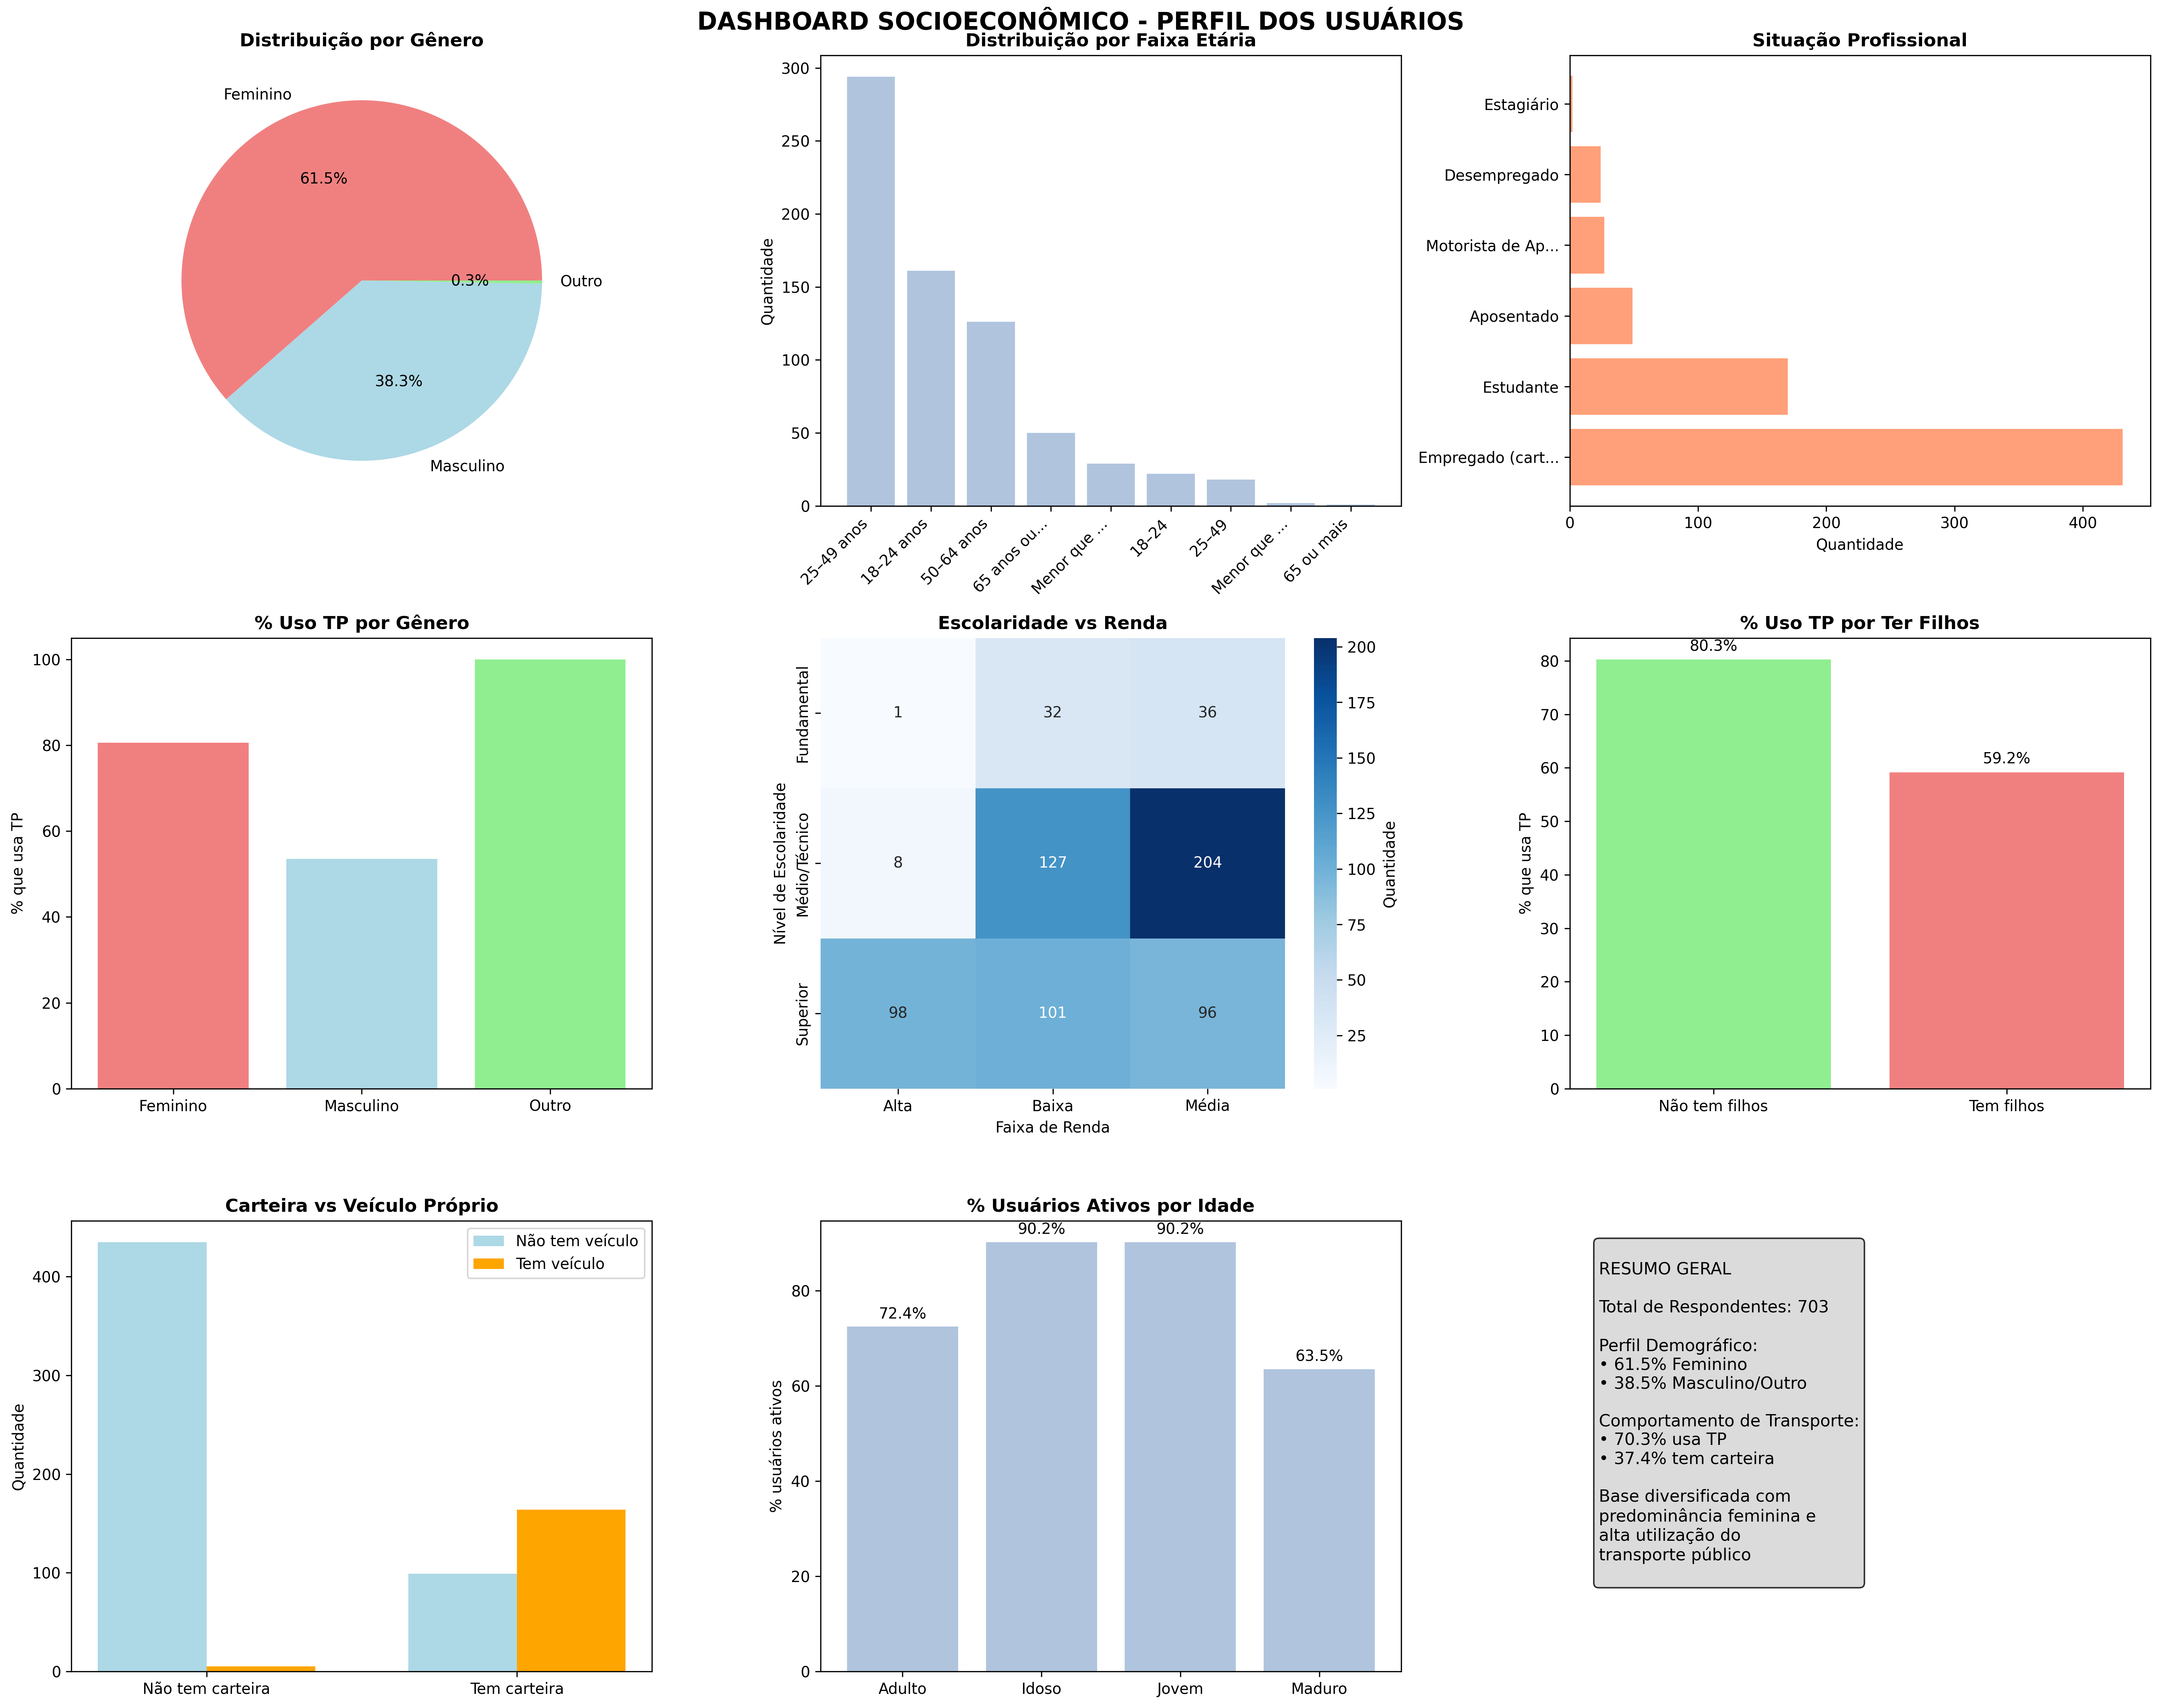 DASHBOARD SOCIOECONÔMICO - PERFIL DOS USUÁRIOS
Distribuição por Gênero
Feminino
61.5%
0.3%
Outro
38.3%
Masculino
Distribuição por Faixa Etária
Quantidade
300
250
200
150
100
50
0
25–49 anos
18–24 anos
50–64 anos
65 anos ou...
Menor que ...
18–24
25–49
Menor que ...
65 ou mais
Situação Profissional
Estagiário
Desempregado
Motorista de Ap...
Aposentado
Estudante
Empregado (cart...
0
100
200
300
400
Quantidade
% Uso TP por Gênero
% que usa TP
100
80
60
40
20
0
Feminino
Masculino
Outro
Escolaridade vs Renda
Nível de Escolaridade
Fundamental
1
32
36
Médio/Técnico
8
127
204
Superior
98
101
96
Alta
Baixa
Média
Faixa de Renda
200
175
150
125
100
75
50
25
Quantidade
% Uso TP por Ter Filhos
% que usa TP
80
70
60
50
40
30
20
10
0
80.3%
59.2%
Não tem filhos
Tem filhos
Carteira vs Veículo Próprio
Não tem veículo
Tem veículo
Quantidade
400
300
200
100
0
Não tem carteira
Tem carteira
% Usuários Ativos por Idade
% usuários ativos
80
60
40
20
0
72.4%
90.2%
90.2%
63.5%
Adulto
Idoso
Jovem
Maduro
RESUMO GERAL
Total de Respondentes: 703
Perfil Demográfico:
• 61.5% Feminino
• 38.5% Masculino/Outro
Comportamento de Transporte:
• 70.3% usa TP
• 37.4% tem carteira
Base diversificada com
predominância feminina e
alta utilização do
transporte público